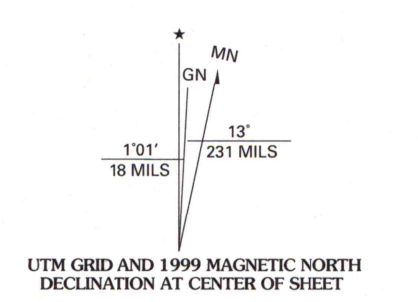 ★
MN
GN
13°
231 MILS
1°01′
18 MILS
UTM GRID AND 1999 MAGNETIC NORTH
DECLINATION AT CENTER OF SHEET